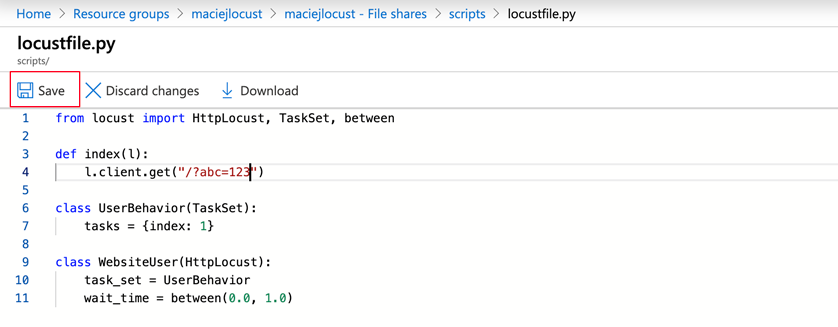 Home > Resource groups > maciejlocust > maciejlocust - File shares > scripts > locustfile.py
locustfile.py
scripts/
Save Discard changes Download
1 from locust import HttpLocust, TaskSet, between
2
3 def index(l):
4     l.client.get("/?abc=123")
5
6 class UserBehavior(TaskSet):
7     tasks = {index: 1}
8
9 class WebsiteUser(HttpLocust):
10     task_set = UserBehavior
11     wait_time = between(0.0, 1.0)